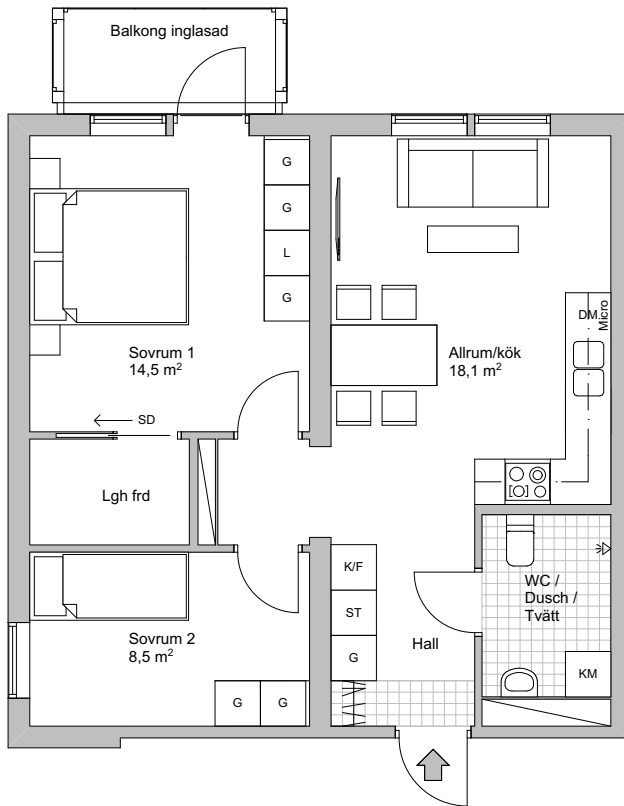 Balkong inglasad
G
G
L
G
Sovrum 1
14,5 m²
SD
Lgh frd
Sovrum 2
8,5 m²
G
G
Allrum/kök
18,1 m²
DM
Micro
K/F
ST
G
Hall
WC /
Dusch /
Tvätt
KM